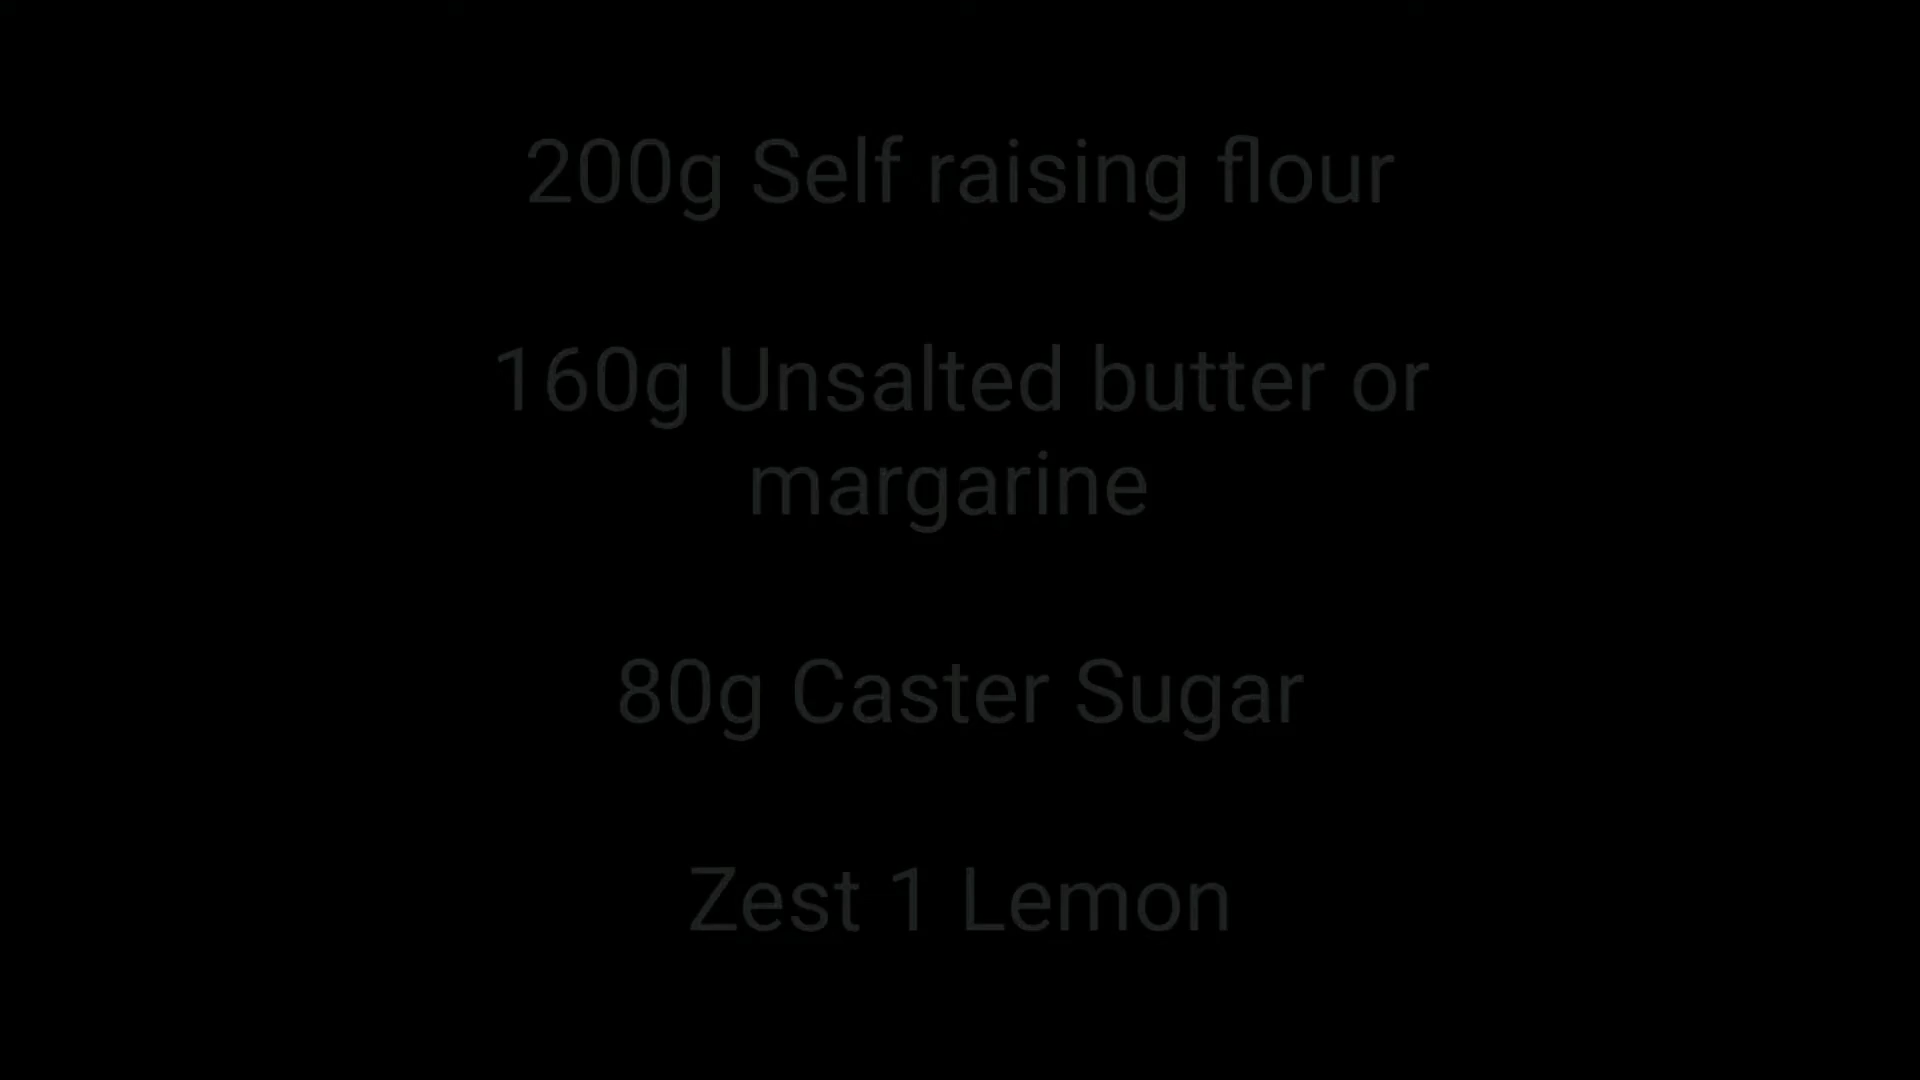 200g Self raising flour
160g Unsalted butter or
margarine
80g Caster Sugar
Zest 1 Lemon